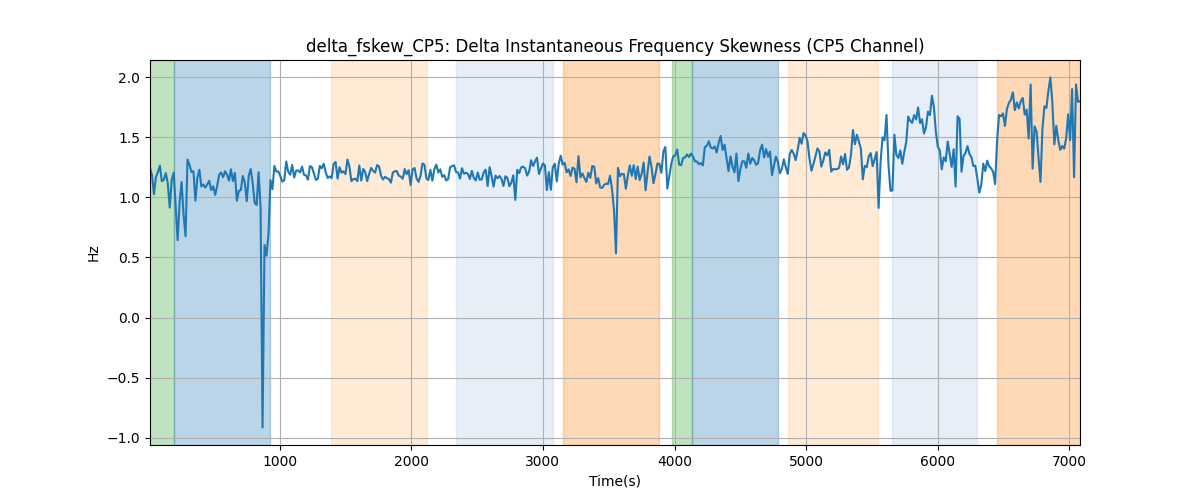 delta_fskew_CP5: Delta Instantaneous Frequency Skewness (CP5 Channel)
Hz
2.0
1.5
1.0
0.5
0.0
−0.5
−1.0
1000 2000 3000 4000 5000 6000 7000
Time(s)